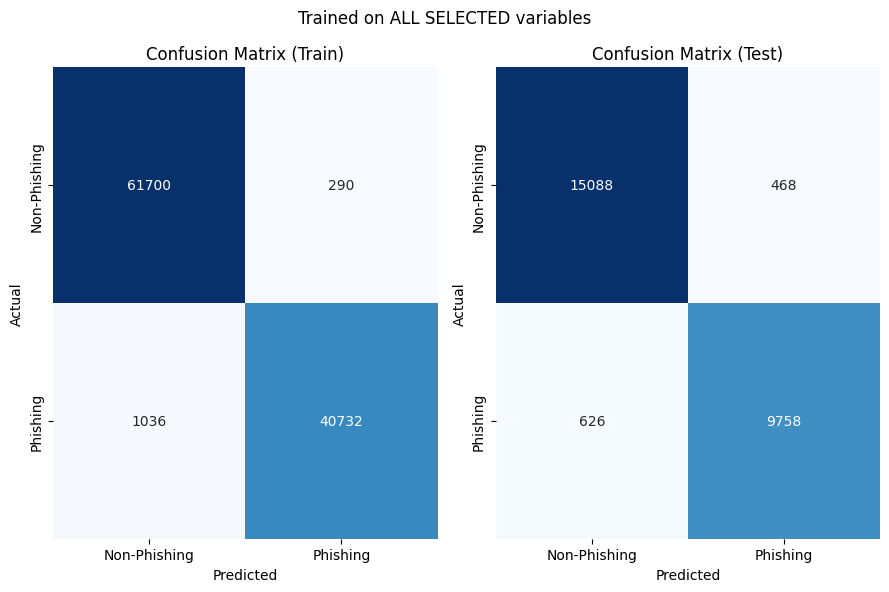 Trained on ALL SELECTED variables
Confusion Matrix (Train)
Non-Phishing
61700
290
Actual
Phishing
1036
40732
Non-Phishing
Phishing
Predicted
Confusion Matrix (Test)
Non-Phishing
15088
468
Actual
Phishing
626
9758
Non-Phishing
Phishing
Predicted